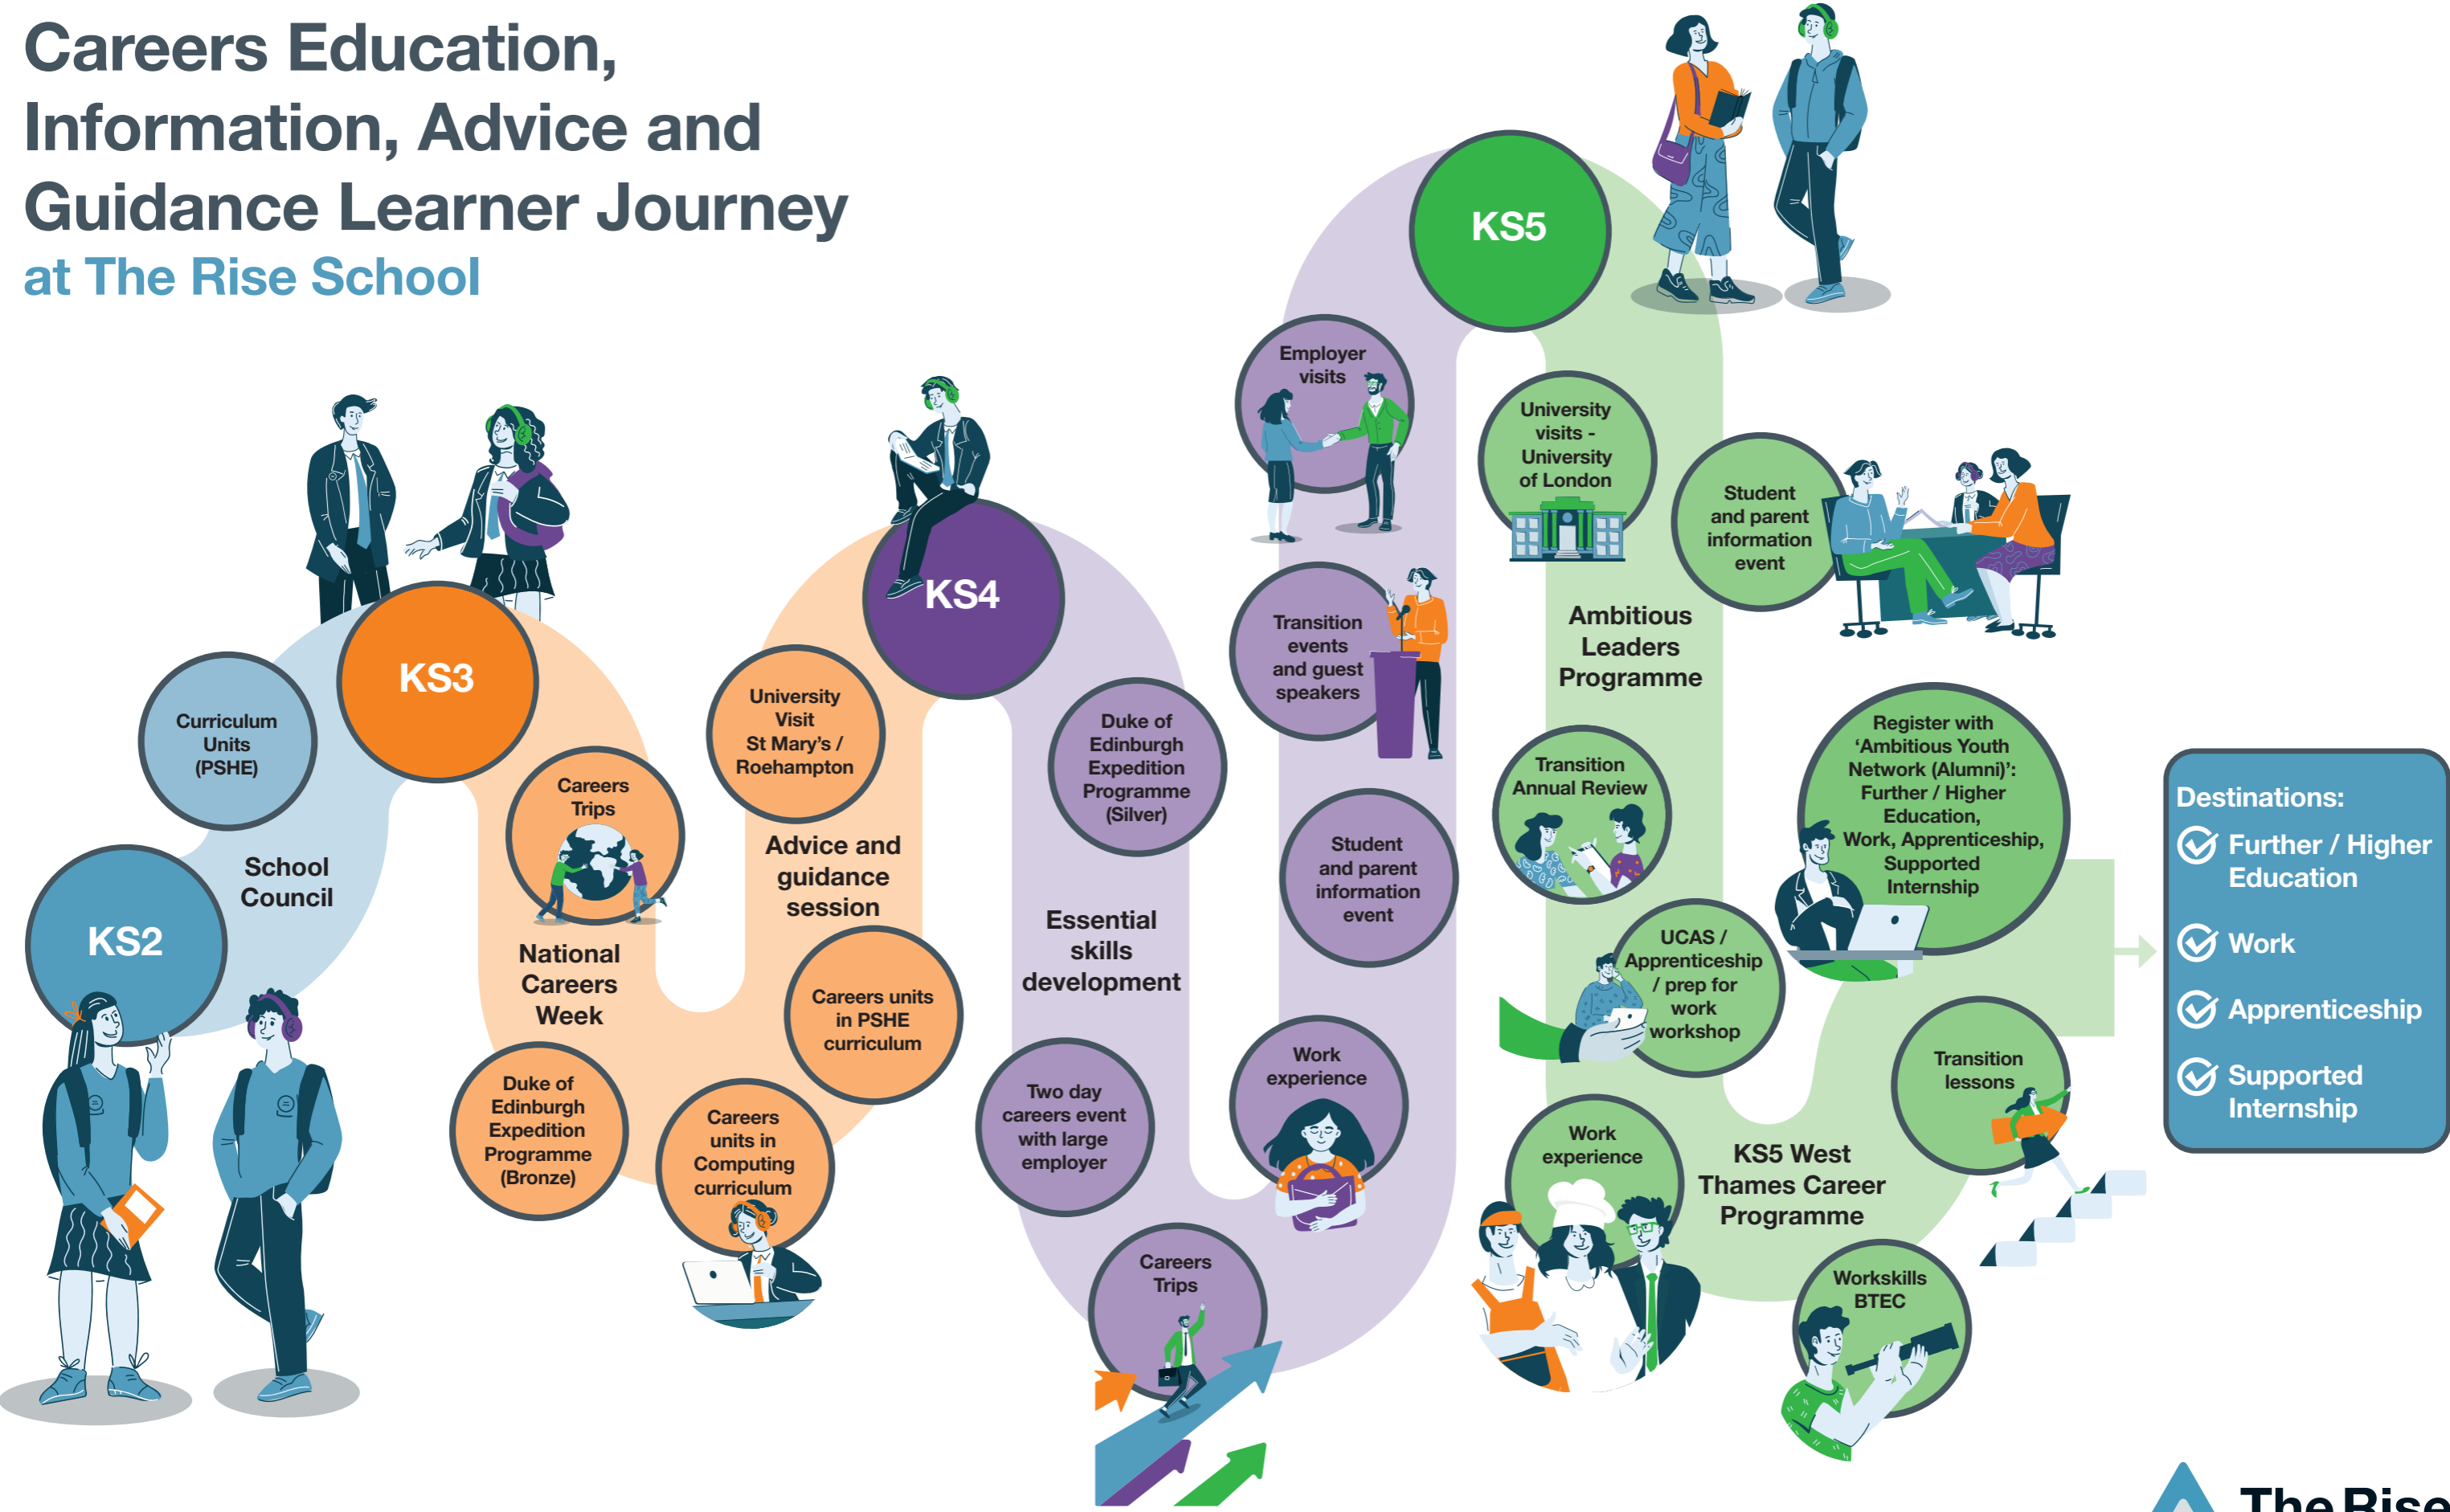 Careers Education,
Information, Advice and
Guidance Learner Journey
at The Rise School
KS2
Curriculum
Units
(PSHE)
School
Council
KS3
Careers
Trips
National
Careers
Week
Duke of
Edinburgh
Expedition
Programme
(Bronze)
Careers
units in
Computing
curriculum
Careers units
in PSHE
curriculum
Advice and
guidance
session
University
Visit
St Mary's /
Roehampton
KS4
Duke of
Edinburgh
Expedition
Programme
(Silver)
Essential
skills
development
Two day
careers event
with large
employer
Careers
Trips
Work
experience
Student
and parent
information
event
Transition
events
and guest
speakers
Employer
visits
KS5
University
visits -
University
of London
Student
and parent
information
event
Ambitious
Leaders
Programme
Transition
Annual Review
UCAS /
Apprenticeship
/ prep for
work
workshop
Work
experience
KS5 West
Thames Career
Programme
Workskills
BTEC
Transition
lessons
Register with
‘Ambitious Youth
Network (Alumni)’:
Further / Higher
Education,
Work, Apprenticeship,
Supported
Internship
Destinations:
Further / Higher
Education
Work
Apprenticeship
Supported
Internship
The Rise